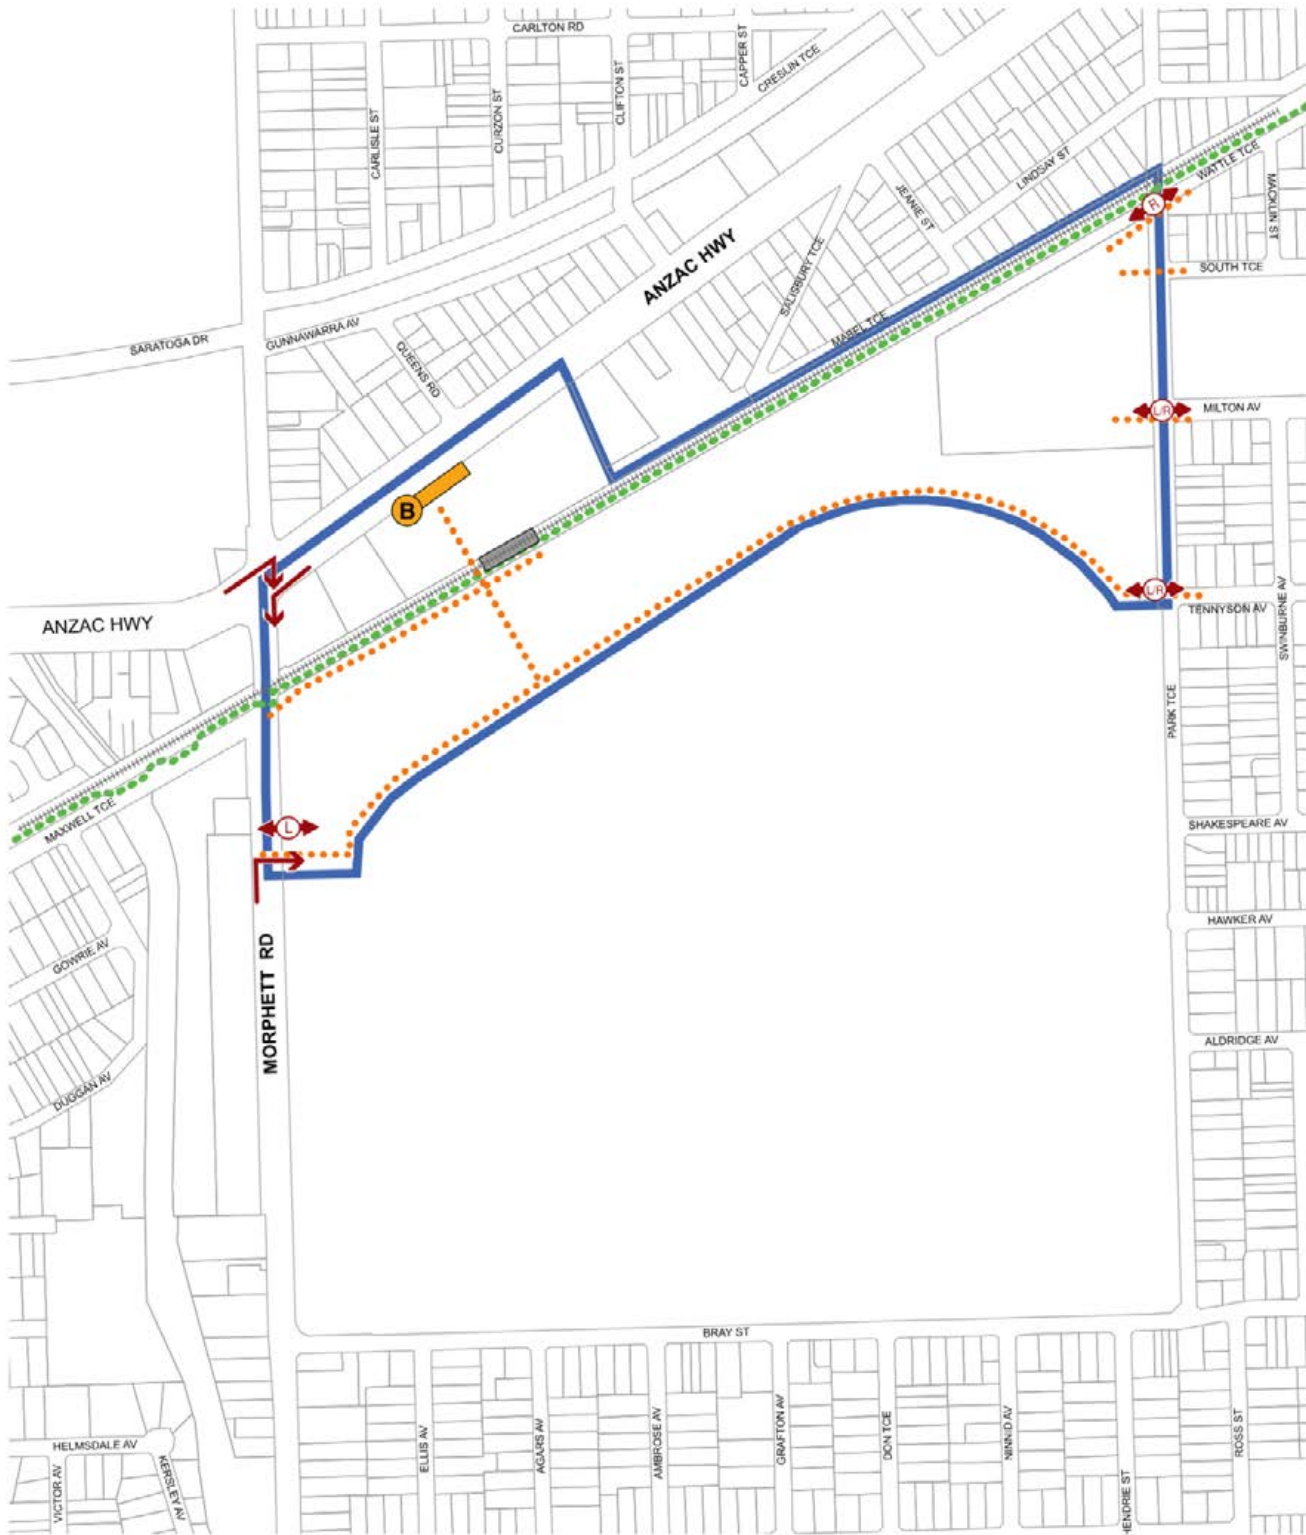 CARLTON RD
CARLISLE ST
CURZON ST
CLIFTON ST
CAPPER ST
CRESLIN TCE
WATTLE TCE
MACKLIN ST
LINDSAY ST
JEANIE ST
R
SOUTH TCE
ANZAC HWY
SALISBURY TCE
MABEL TCE
SARATOGA DR
GUNNAWARRA AV
QUEENS RD
L/R
MILTON AV
B
L/R
TENNYSON AV
SWINBURNE AV
ANZAC HWY
PARK TCE
MAXWELL TCE
L
SHAKESPEARE AV
HAWKER AV
GOWRIE AV
MORPHETT RD
ALDRIDGE AV
DUGGAN AV
BRAY ST
HELMSDALE AV
VICTOR AV
KERSLEY AV
ELLIS AV
AGARS AV
AMBROSE AV
GRAFTON AV
DON TCE
NINNID AV
HENDRIE ST
ROSS ST